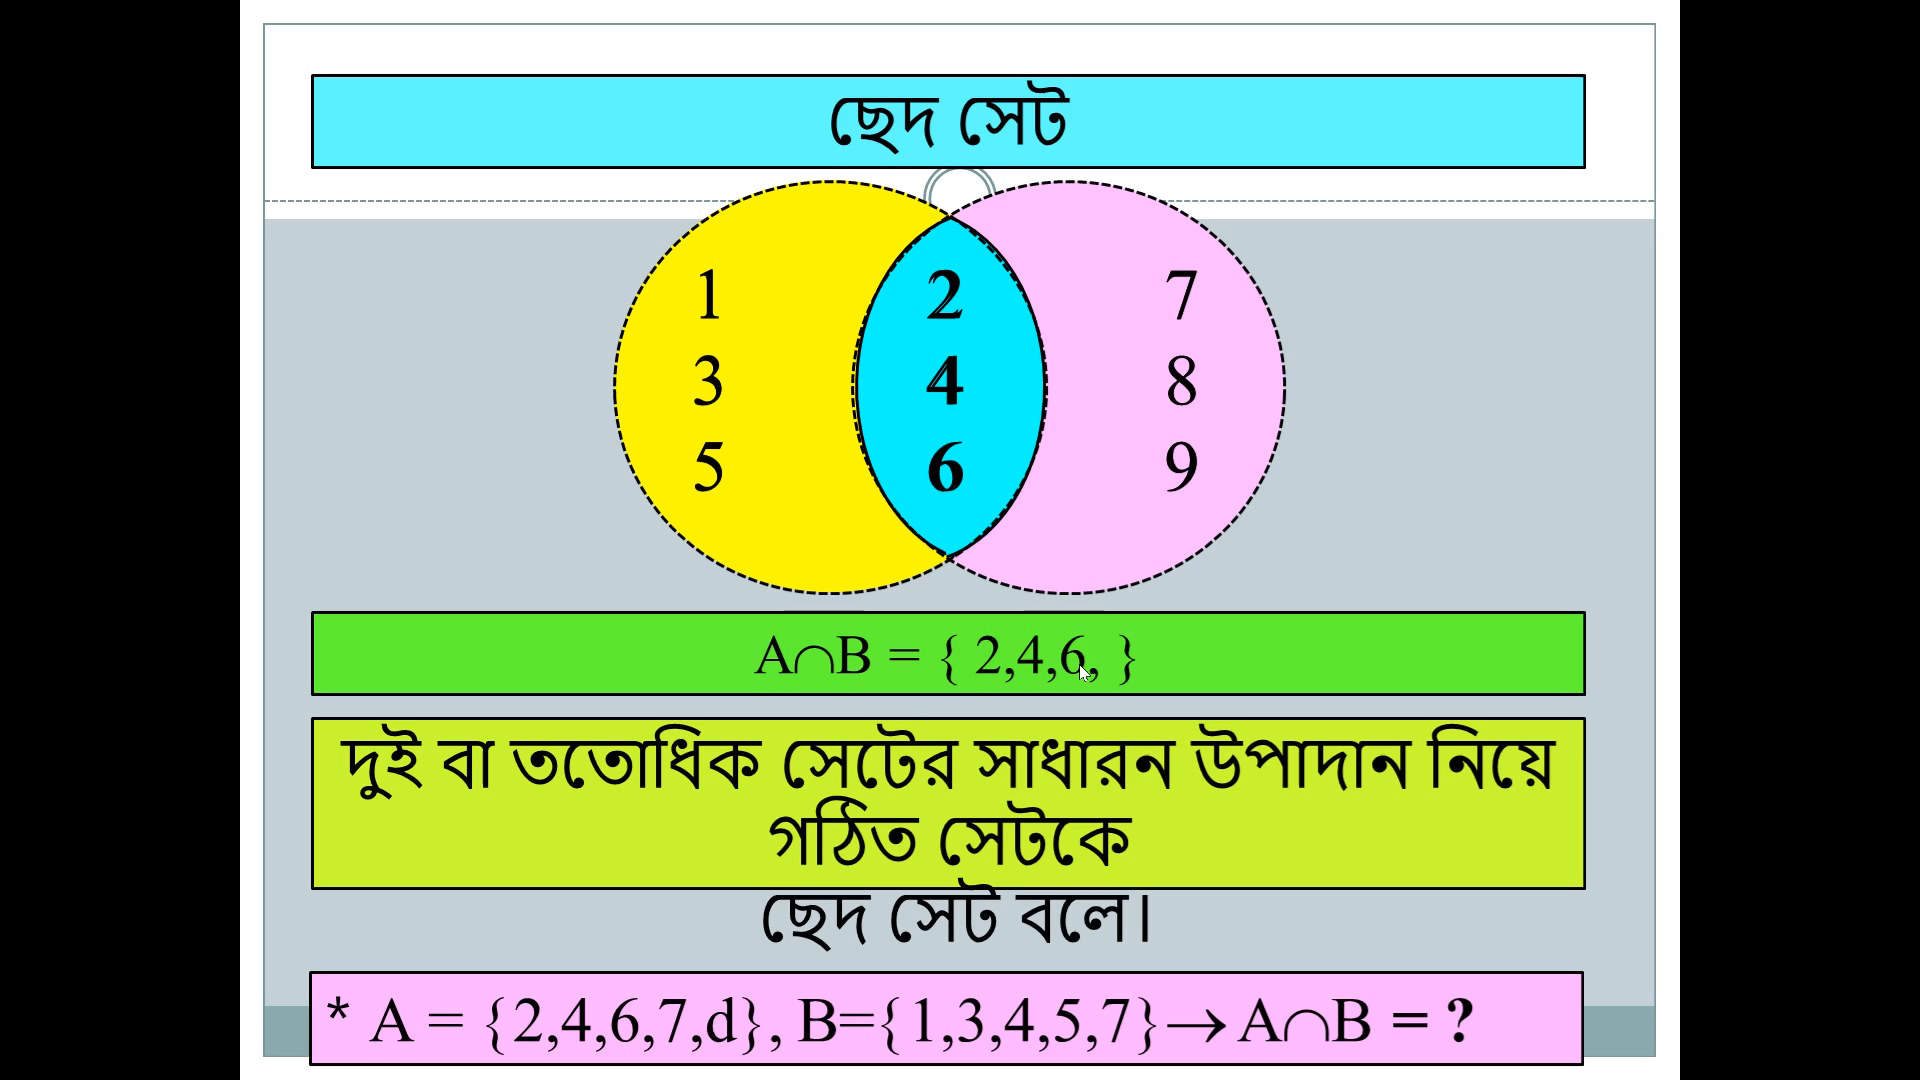 ছেদ সেট
1 2 7
3 4 8
5 6 9
A∩B = { 2,4,6, }
দুই বা ততোধিক সেটের সাধারন উপাদান নিয়ে
গঠিত সেটকে
ছেদ সেট বলে।
* A = {2,4,6,7,d}, B={1,3,4,5,7}→A∩B = ?